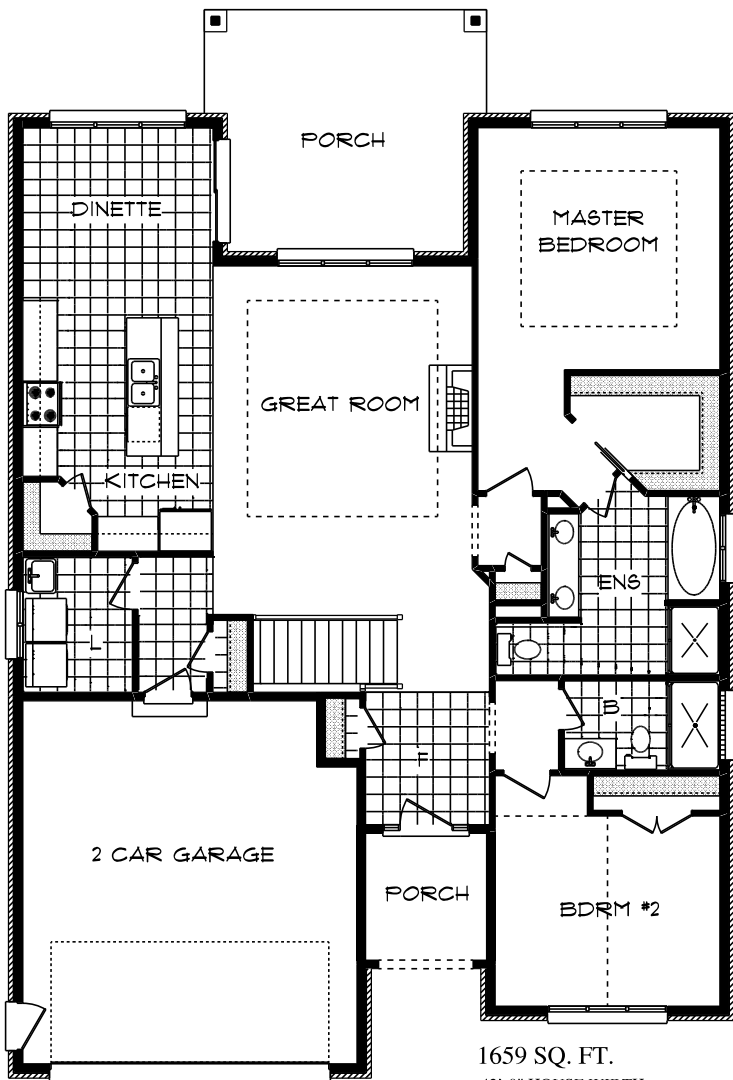 PORCH
DINETTE
MASTER
BEDROOM
GREAT ROOM
KITCHEN
ENS
L
B
F
2 CAR GARAGE
PORCH
BDRM #2
1659 SQ. FT.